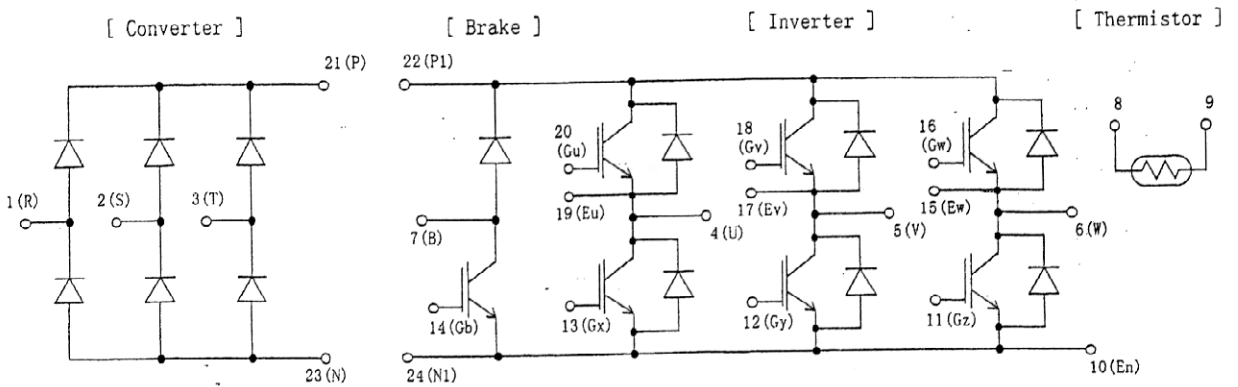 [ Converter ]
[ Brake ]
[ Inverter ]
[ Thermistor ]
21(P)
22(P1)
8
9
20
(Gu)
18
(Gv)
16
(Gw)
1(R)
2(S)
3(T)
19(Eu)
17(Ev)
15(Ew)
7(B)
4(U)
5(V)
6(W)
14(Gb)
13(Gx)
12(Gy)
11(Gz)
23(N)
24(N1)
10(En)